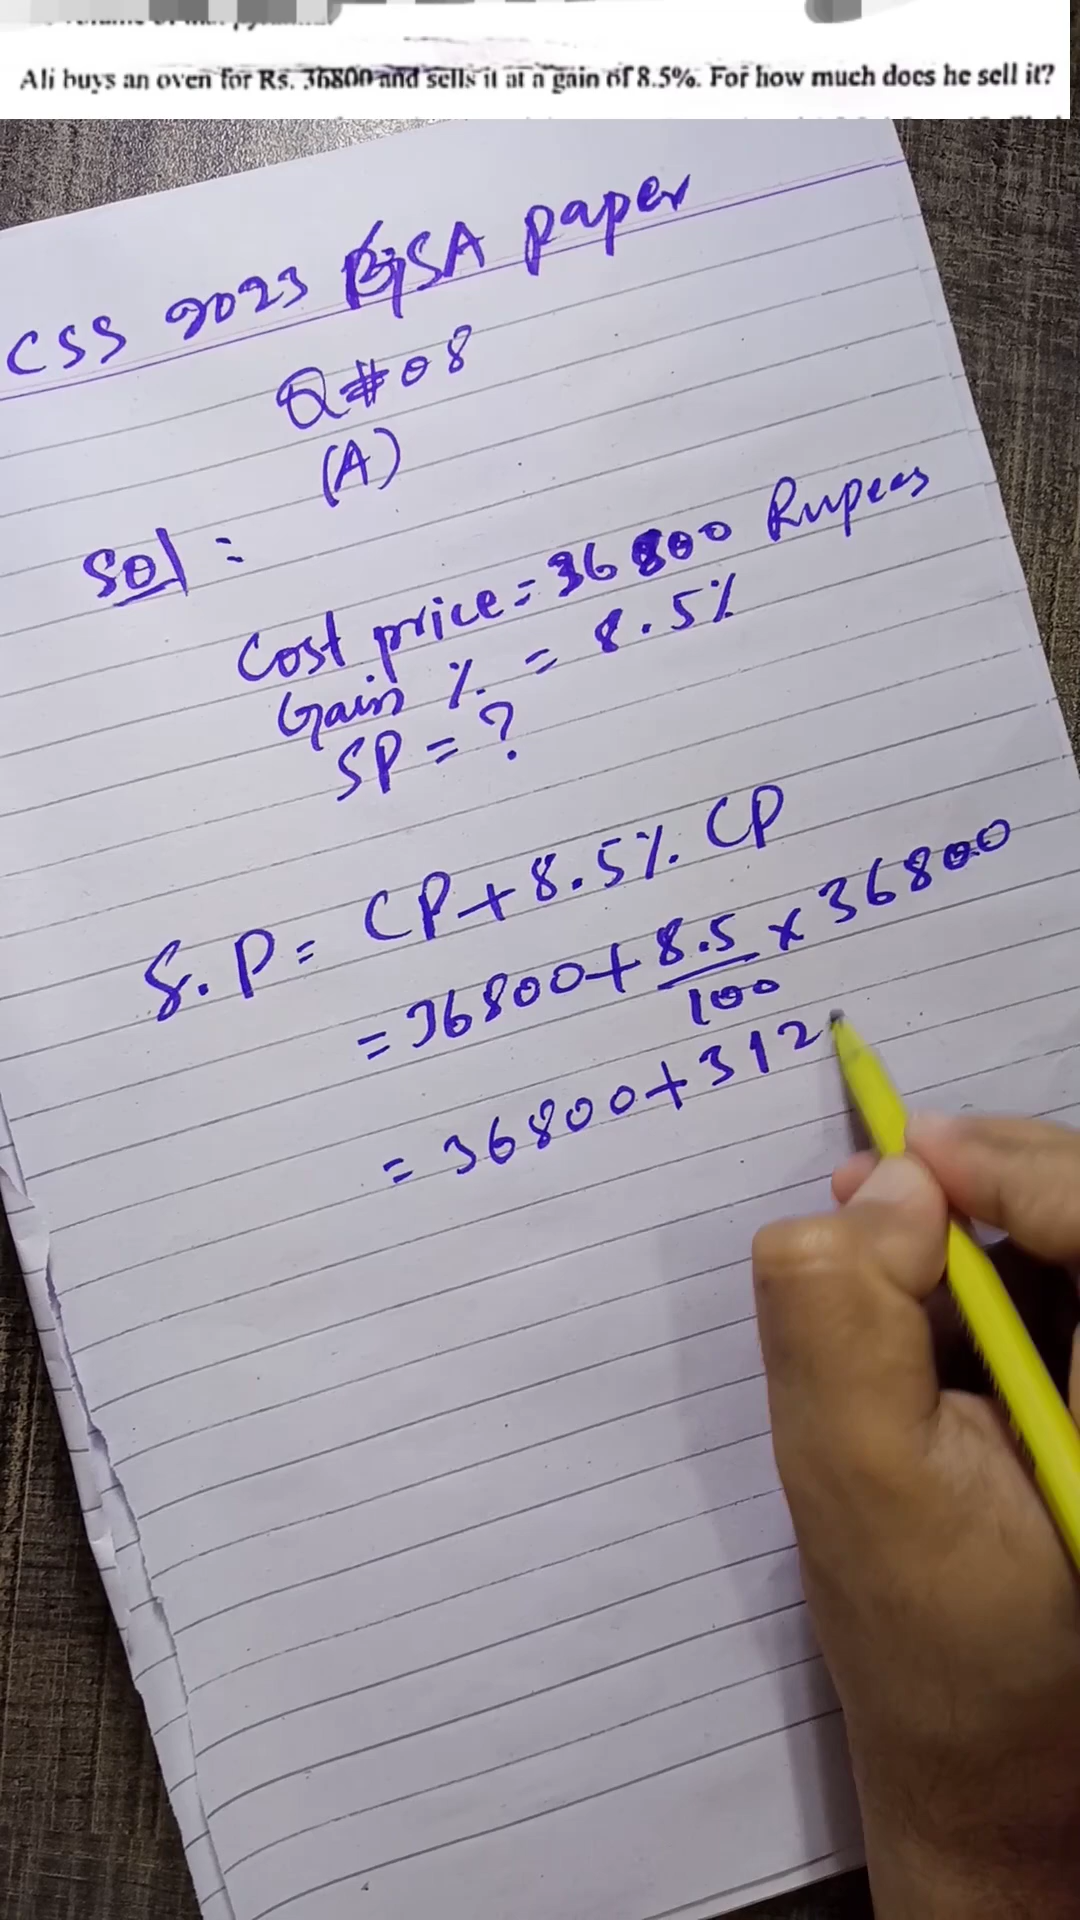 Ali buys an oven for Rs. 36800 and sells it at a gain of 8.5%. For how much does he sell it?
CSS 2023 GSA paper
Q#08
(A)
Sol :
Cost price = 36800 Rupees
Gain % = 8.5%
SP = ?
S.P = CP + 8.5% CP
= 36800 + 8.5/100 × 36800
= 36800 + 312